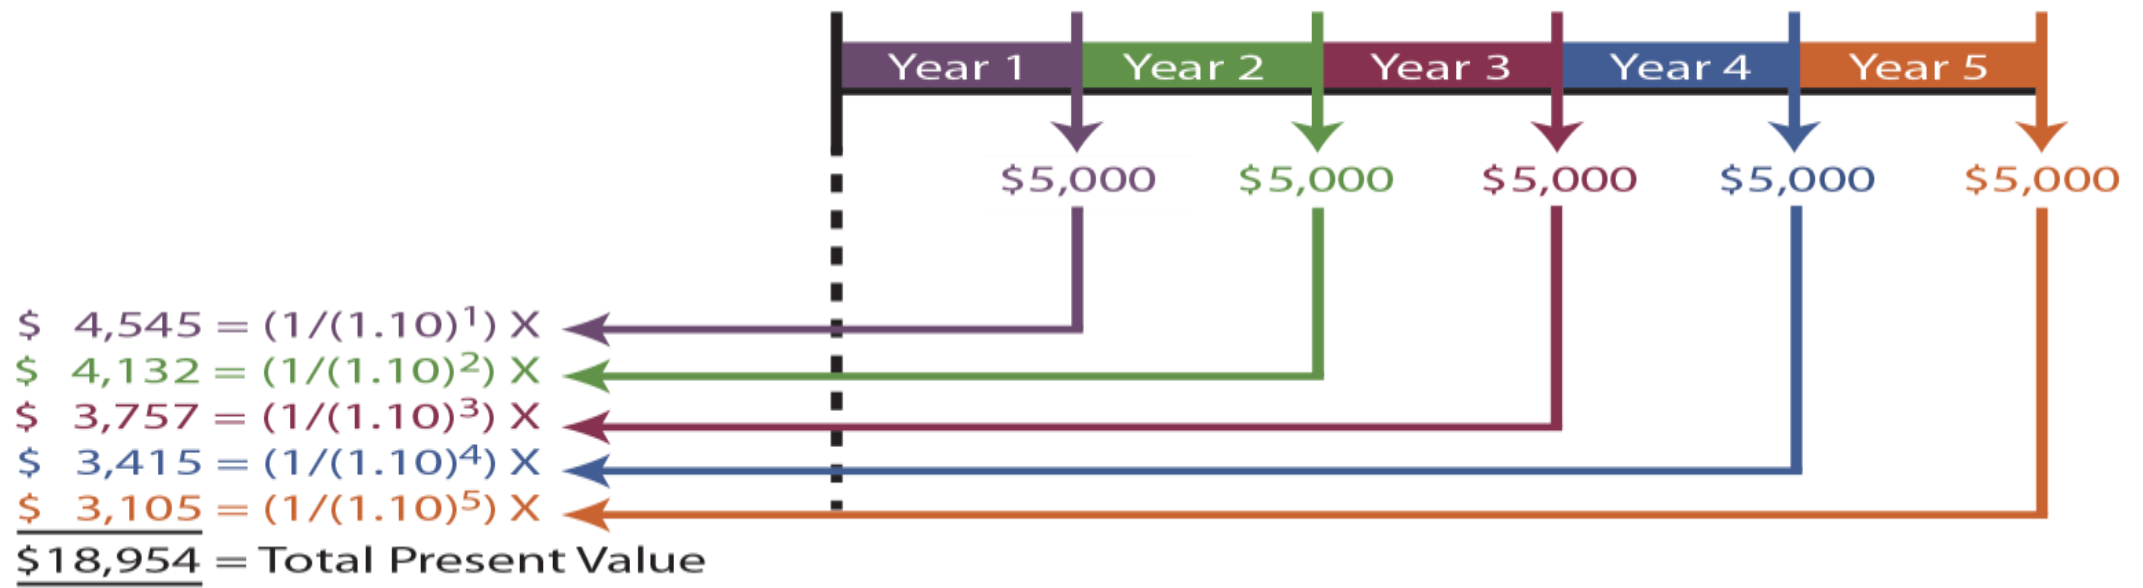 Year 1 Year 2 Year 3 Year 4 Year 5
$5,000 $5,000 $5,000 $5,000 $5,000
$ 4,545 = (1/(1.10)¹) X
$ 4,132 = (1/(1.10)²) X
$ 3,757 = (1/(1.10)³) X
$ 3,415 = (1/(1.10)⁴) X
$ 3,105 = (1/(1.10)⁵) X
$18,954 = Total Present Value